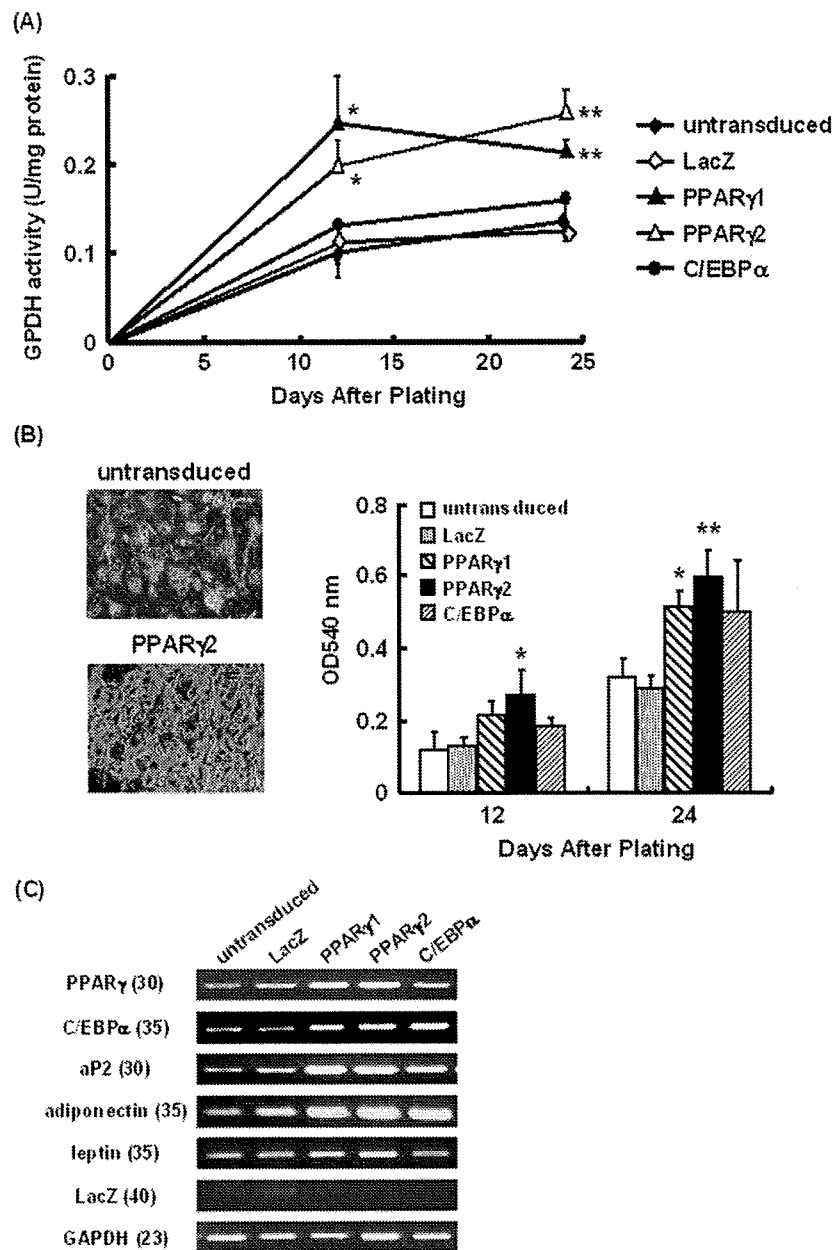 (A)
GPDH activity (U/mg protein)
0.3
0.2
0.1
0
0 5 10 15 20 25
Days After Plating
* * ** **
untransduced
LacZ
PPARγ1
PPARγ2
C/EBPα
(B)
untransduced
PPARγ2
OD540 nm
0.8
0.6
0.4
0.2
0
untransduced
LacZ
PPARγ1
PPARγ2
C/EBPα
* * **
12 24
Days After Plating
(C)
untransduced LacZ PPARγ1 PPARγ2 C/EBPα
PPARγ (30)
C/EBPα (35)
aP2 (30)
adiponectin (35)
leptin (35)
LacZ (40)
GAPDH (23)